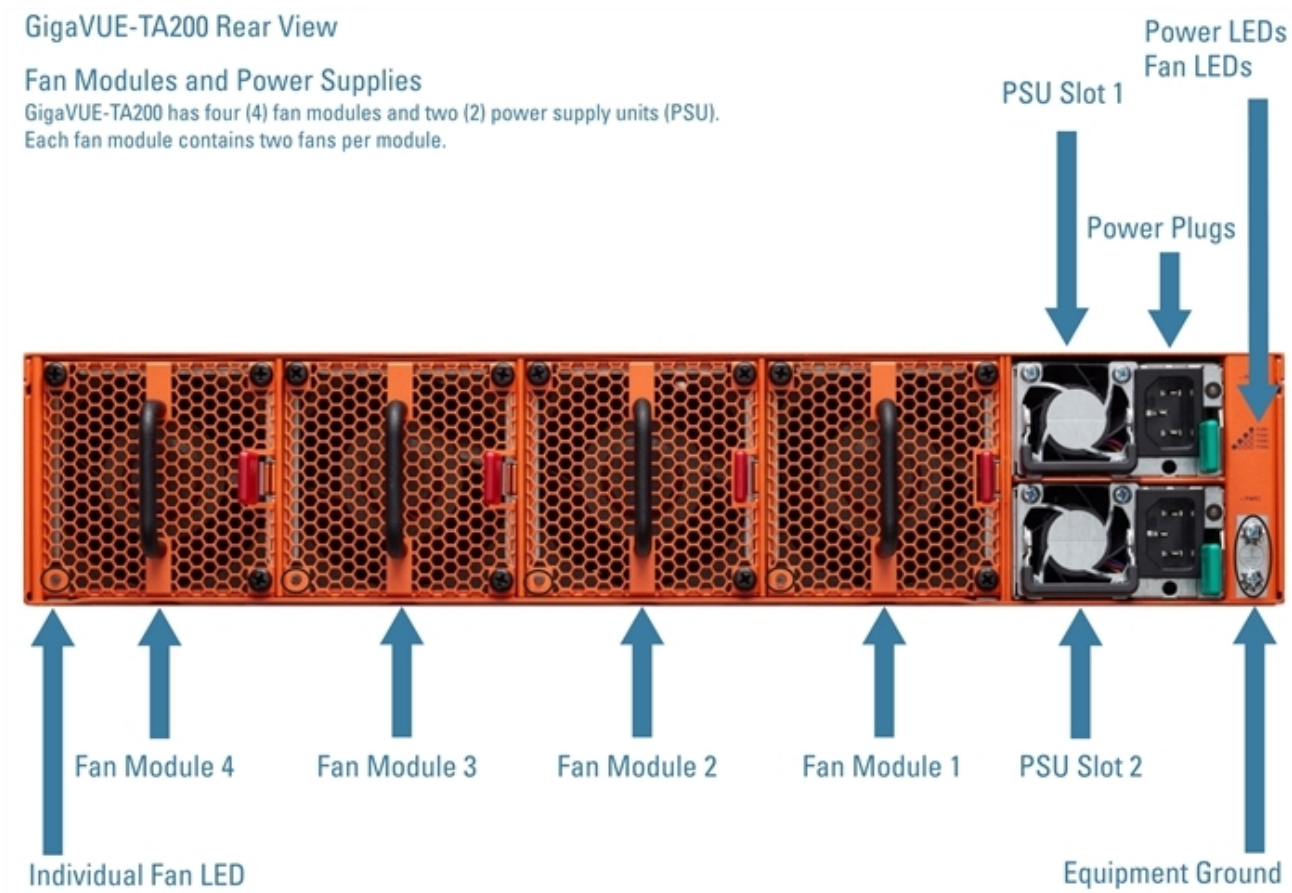 GigaVUE-TA200 Rear View
Fan Modules and Power Supplies
GigaVUE-TA200 has four (4) fan modules and two (2) power supply units (PSU).
Each fan module contains two fans per module.
Power LEDs
Fan LEDs
PSU Slot 1
Power Plugs
Fan Module 4
Fan Module 3
Fan Module 2
Fan Module 1
PSU Slot 2
Individual Fan LED
Equipment Ground